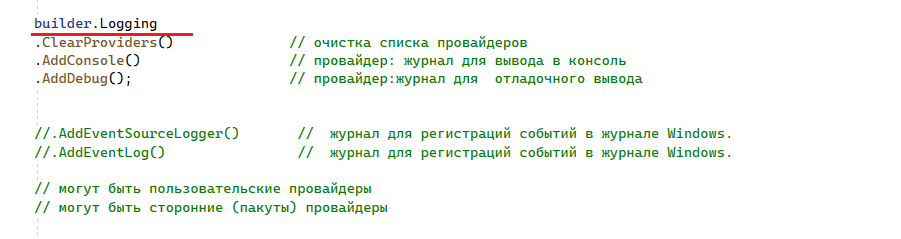 builder.Logging
.ClearProviders() // очистка списка провайдеров
.AddConsole() // провайдер: журнал для вывода в консоль
.AddDebug(); // провайдер:журнал для отладочного вывода
//.AddEventSourceLogger() // журнал для регистраций событий в журнале Windows.
//.AddEventLog() // журнал для регистраций событий в журнале Windows.
// могут быть пользовательские провайдеры
// могут быть сторонние (пакуты) провайдеры